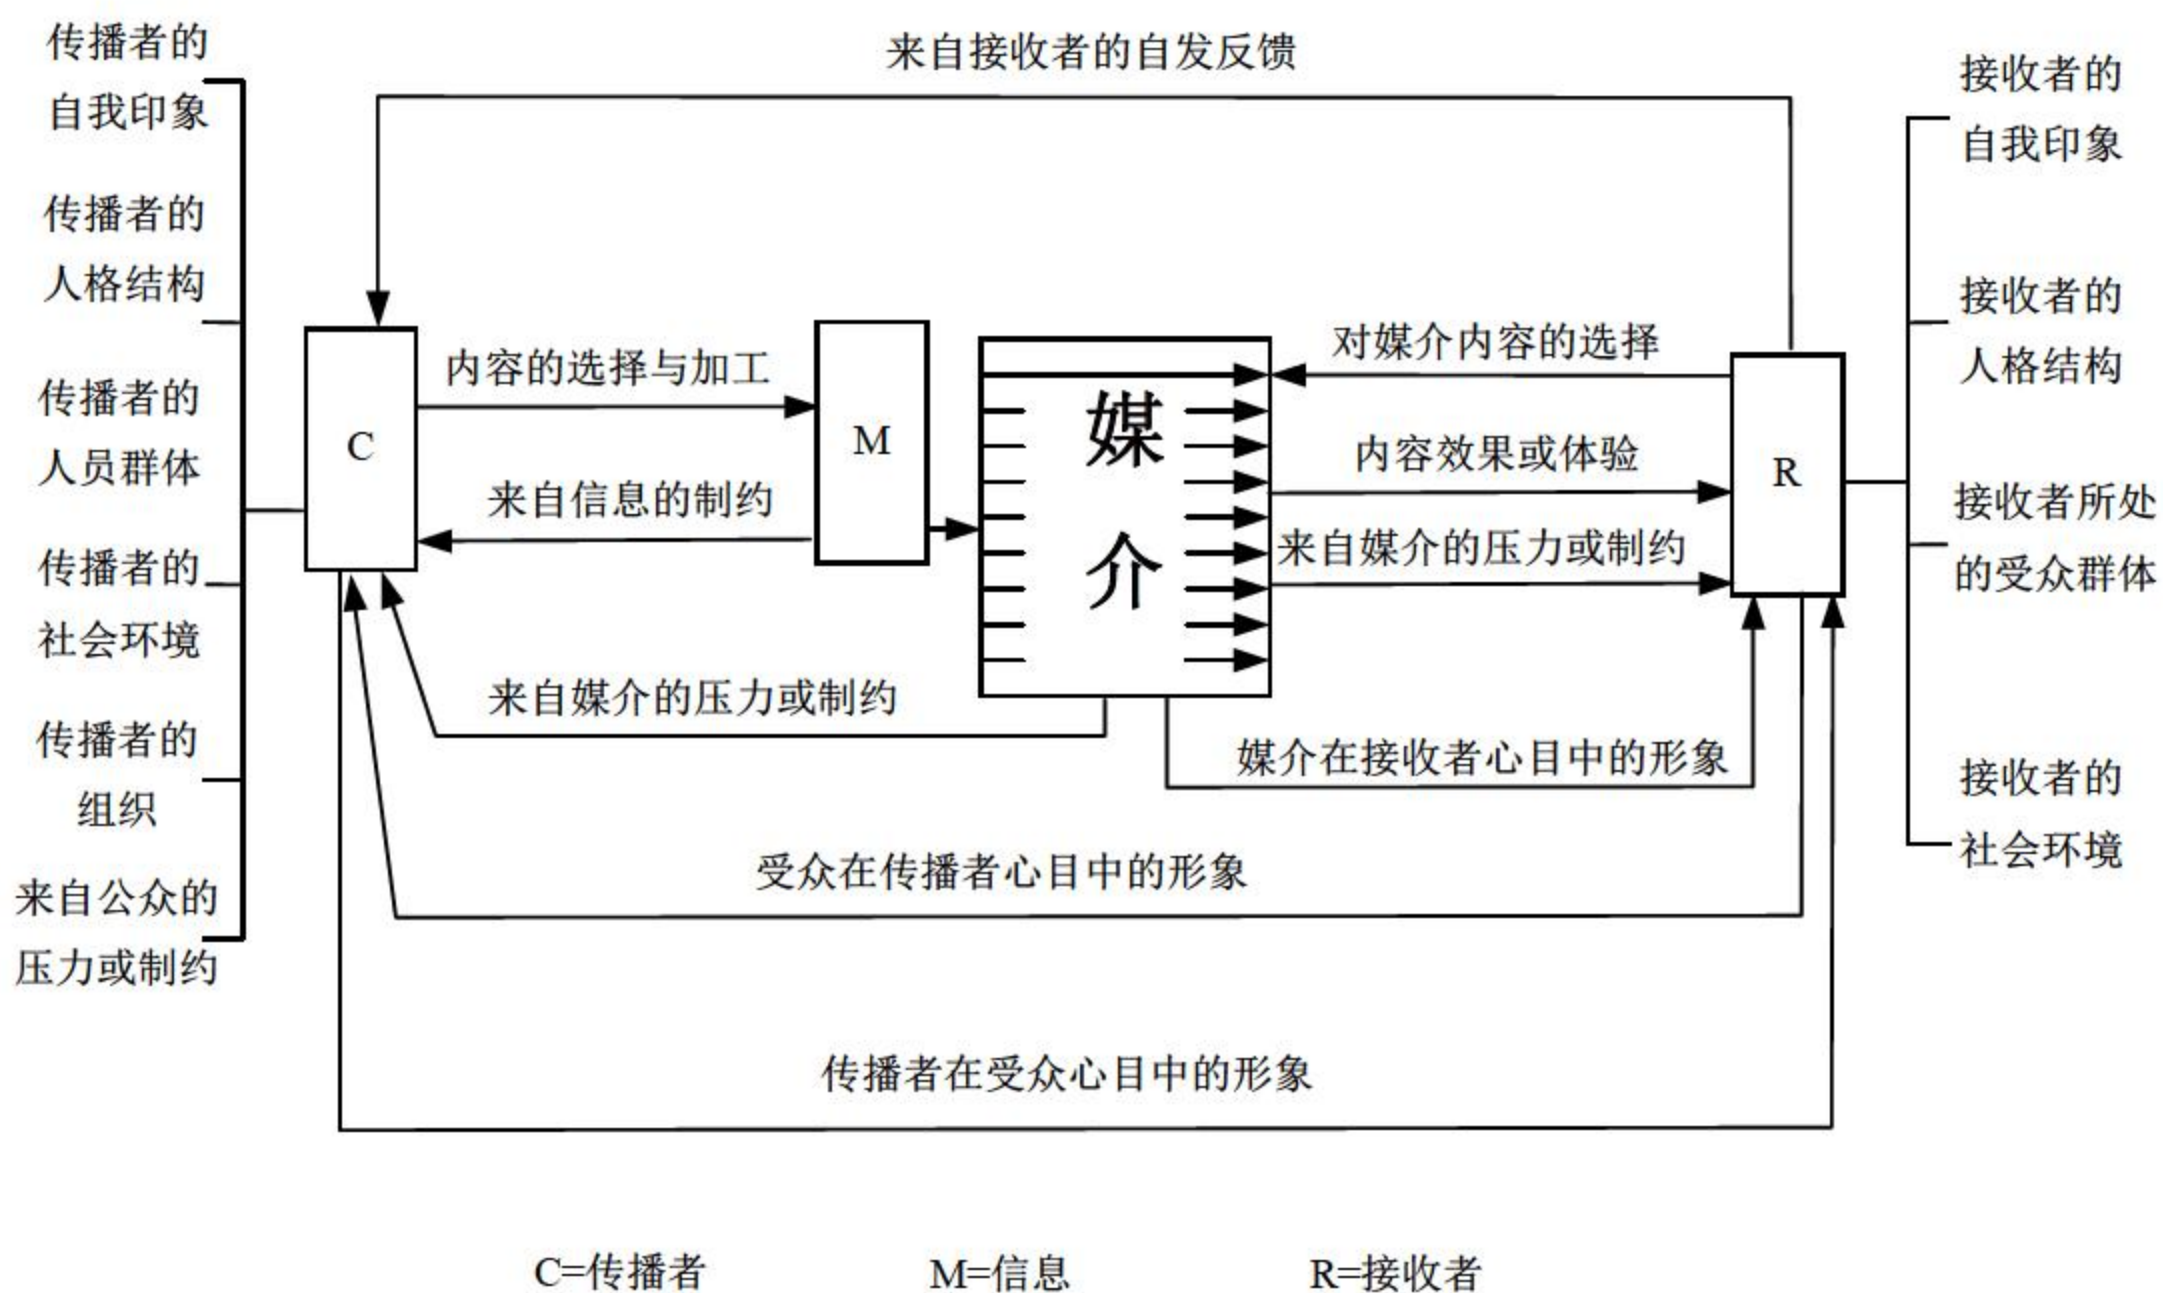 传播者的
自我印象
传播者的
人格结构
传播者的
人员群体
传播者的
社会环境
传播者的
组织
来自公众的
压力或制约
来自接收者的自发反馈
C
内容的选择与加工
来自信息的制约
M
媒
介
对媒介内容的选择
内容效果或体验
来自媒介的压力或制约
R
来自媒介的压力或制约
媒介在接收者心目中的形象
受众在传播者心目中的形象
传播者在受众心目中的形象
接收者的
自我印象
接收者的
人格结构
接收者所处
的受众群体
接收者的
社会环境
C=传播者
M=信息
R=接收者